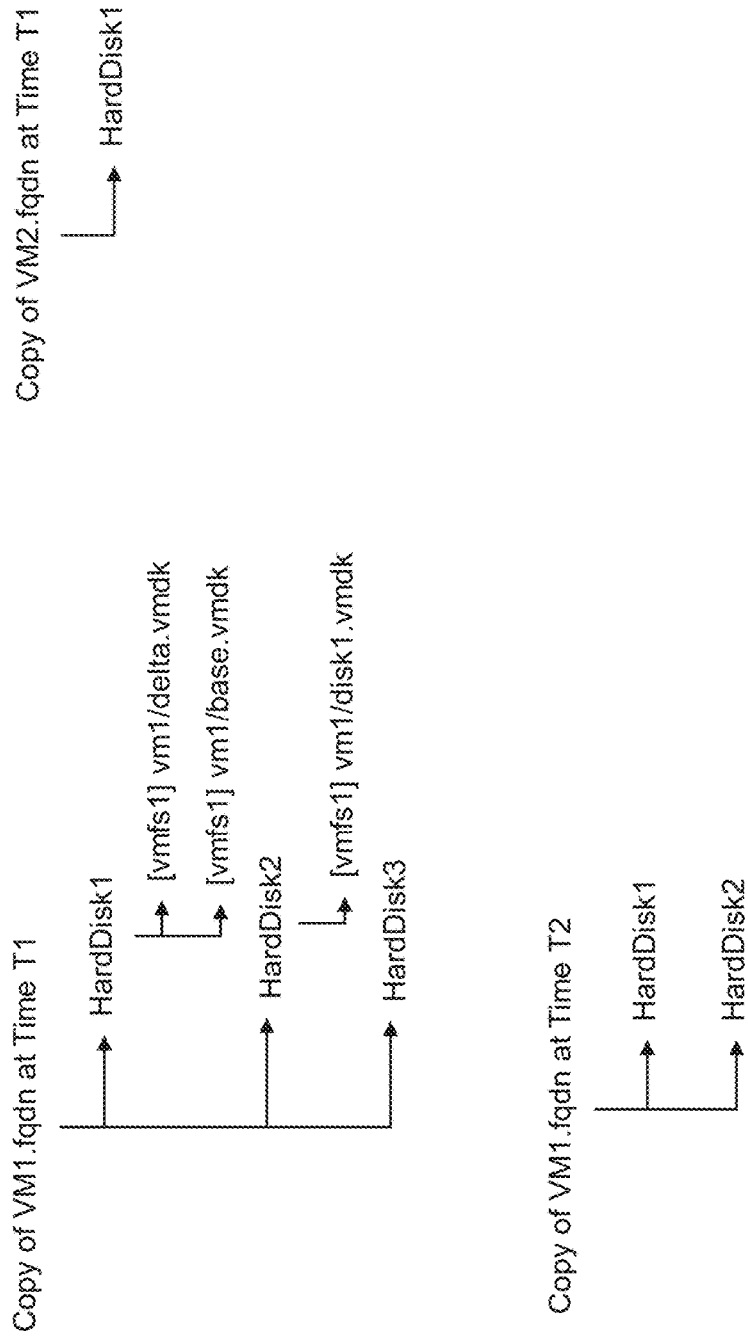 Copy of VM1.fqdn at Time T1
HardDisk1
[vmfs1] vm1/delta.vmdk
[vmfs1] vm1/base.vmdk
HardDisk2
[vmfs1] vm1/disk1.vmdk
HardDisk3
Copy of VM2.fqdn at Time T1
HardDisk1
Copy of VM1.fqdn at Time T2
HardDisk1
HardDisk2